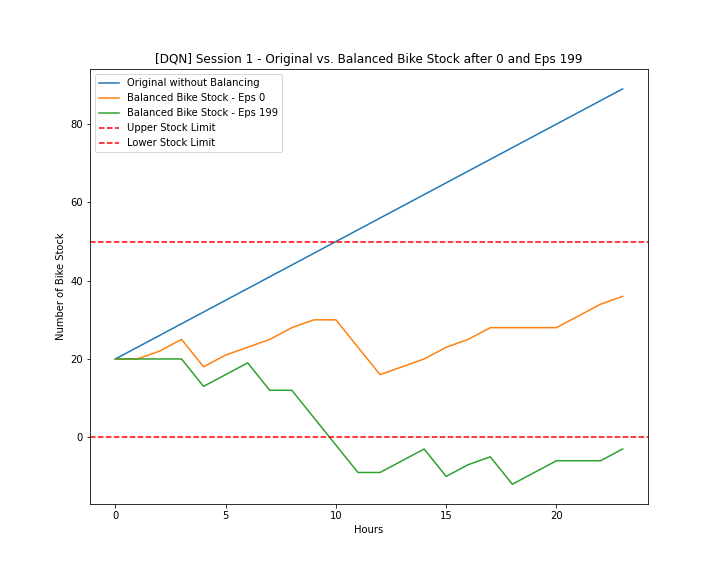 [DQN] Session 1 - Original vs. Balanced Bike Stock after 0 and Eps 199
Original without Balancing
Balanced Bike Stock - Eps 0
Balanced Bike Stock - Eps 199
Upper Stock Limit
Lower Stock Limit
Number of Bike Stock
80
60
40
20
0
0
5
10
15
20
Hours